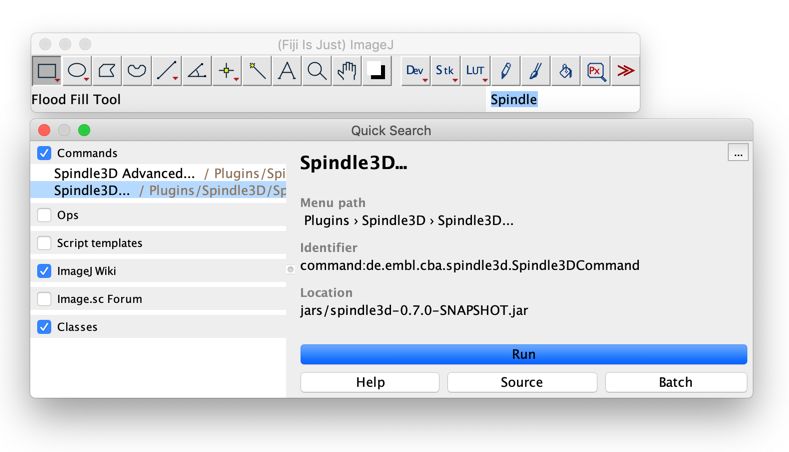 (Fiji Is Just) ImageJ
Dev Stk LUT Px
Flood Fill Tool
Spindle
Quick Search
Commands
Spindle3D Advanced... / Plugins/Spi
Spindle3D... / Plugins/Spindle3D/Sp
Ops
Script templates
ImageJ Wiki
Image.sc Forum
Classes
Spindle3D...
...
Menu path
Plugins › Spindle3D › Spindle3D...
Identifier
command:de.embl.cba.spindle3d.Spindle3DCommand
Location
jars/spindle3d-0.7.0-SNAPSHOT.jar
Run
Help Source Batch